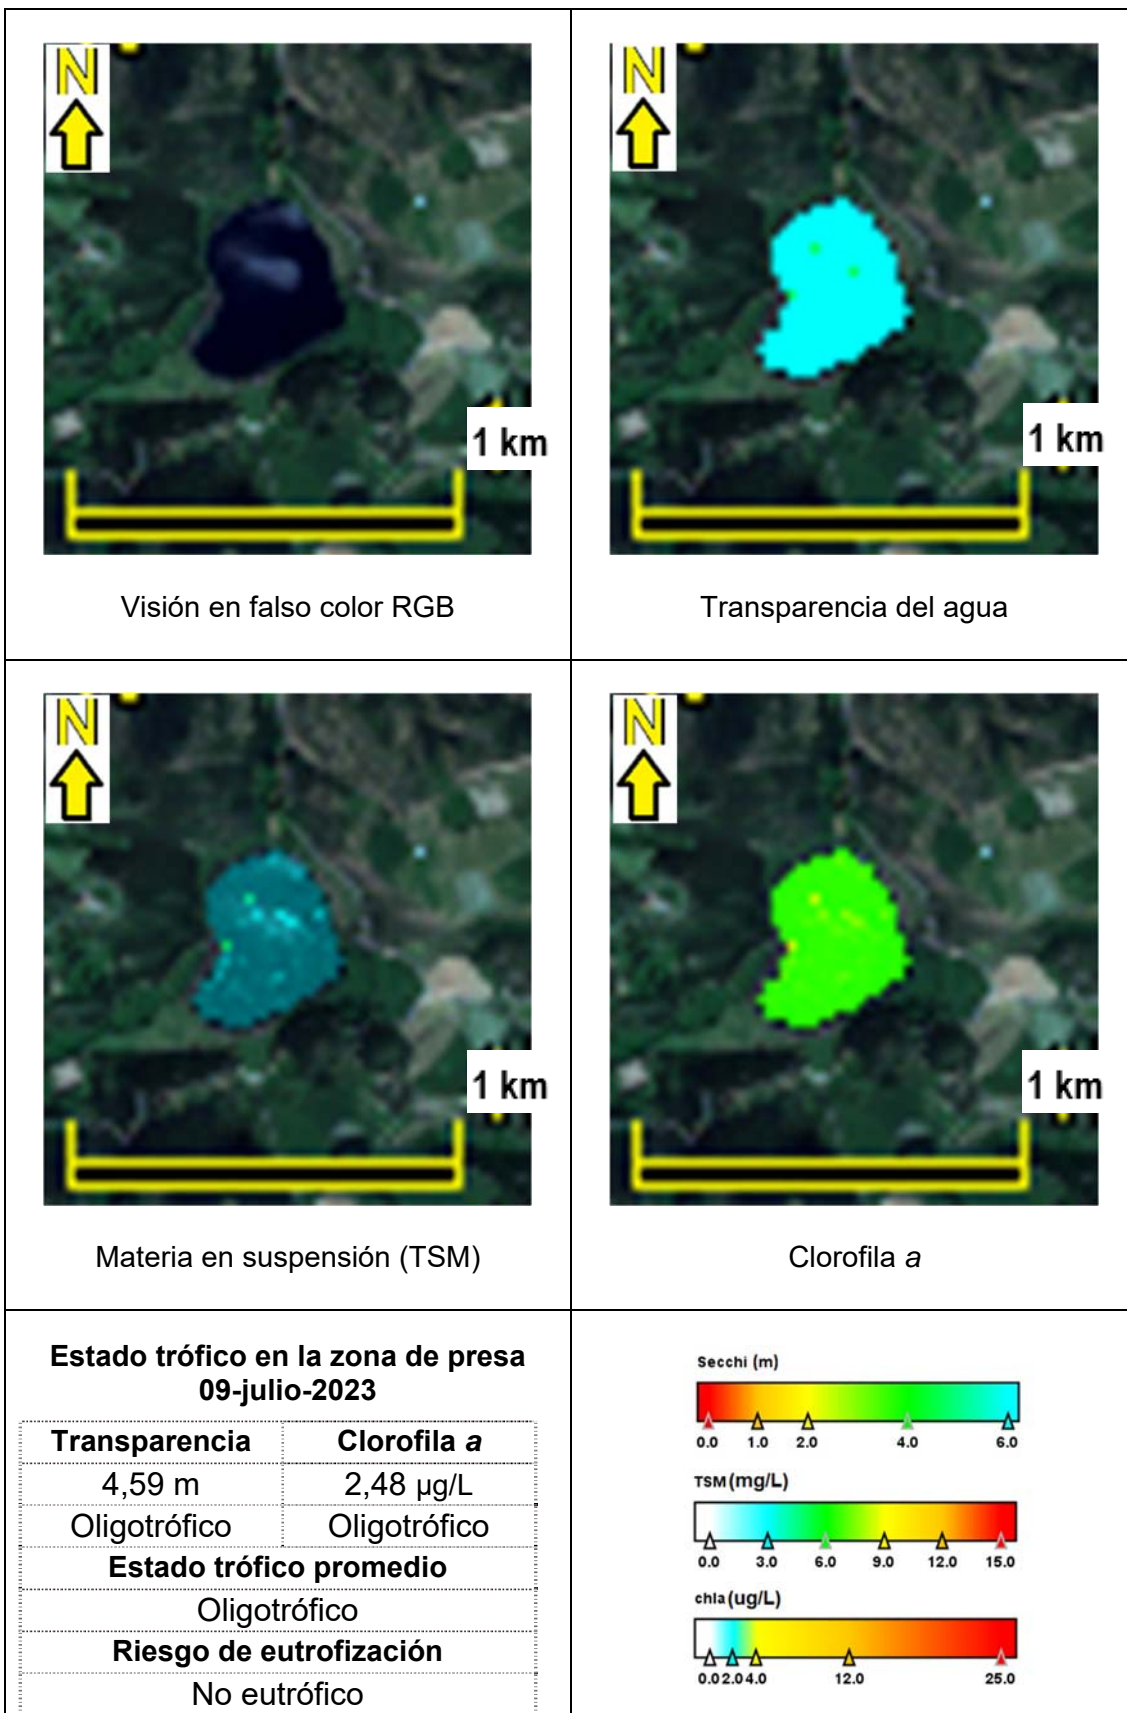 N
1 km
N
1 km
Visión en falso color RGB
Transparencia del agua
N
1 km
N
1 km
Materia en suspensión (TSM)
Clorofila a
Estado trófico en la zona de presa
09-julio-2023
Transparencia Clorofila a
4,59 m 2,48 µg/L
Oligotrófico Oligotrófico
Estado trófico promedio
Oligotrófico
Riesgo de eutrofización
No eutrófico
Secchi (m)
0.0 1.0 2.0 4.0 6.0
TSM (mg/L)
0.0 3.0 6.0 9.0 12.0 15.0
chla (ug/L)
0.0 2.0 4.0 12.0 25.0